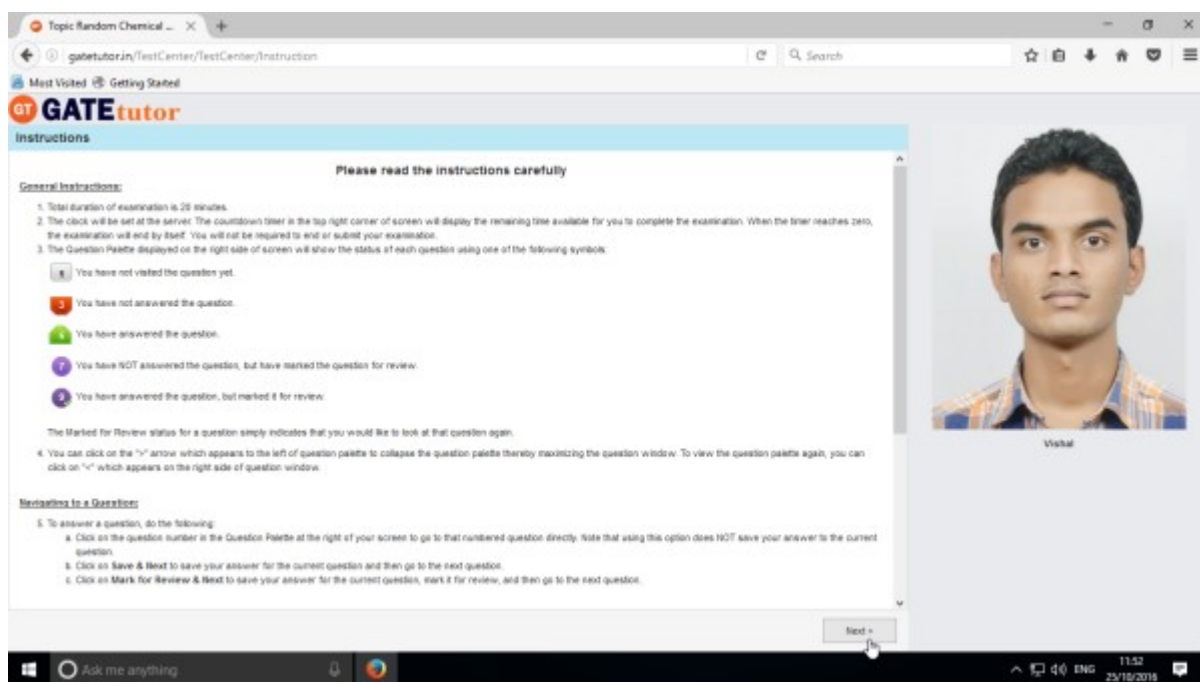 Topic Random Chemical ...
gatetutor.in/TestCenter/TestCenter/Instruction
Search
Most Visited Getting Started
GT GATEtutor
Instructions
Please read the instructions carefully
General Instructions:
1. Total duration of examination is 20 minutes.
2. The clock will be set at the server. The countdown timer in the top right corner of screen will display the remaining time available for you to complete the examination. When the timer reaches zero,
the examination will end by itself. You will not be required to end or submit your examination.
3. The Question Palette displayed on the right side of screen will show the status of each question using one of the following symbols:
You have not visited the question yet.
3 You have not answered the question.
You have answered the question.
7 You have NOT answered the question, but have marked the question for review.
9 You have answered the question, but marked it for review.
The Marked for Review status for a question simply indicates that you would like to look at that question again.
4. You can click on the ">" arrow which appears to the left of question palette to collapse the question palette thereby maximizing the question window. To view the question palette again, you can
click on "<" which appears on the right side of question window.
Navigating to a Question:
5. To answer a question, do the following:
a. Click on the question number in the Question Palette at the right of your screen to go to that numbered question directly. Note that using this option does NOT save your answer to the current
question.
b. Click on Save & Next to save your answer for the current question and then go to the next question.
c. Click on Mark for Review & Next to save your answer for the current question, mark it for review, and then go to the next question.
Vishal
Next »
Ask me anything
ENG
11:52
25/10/2016